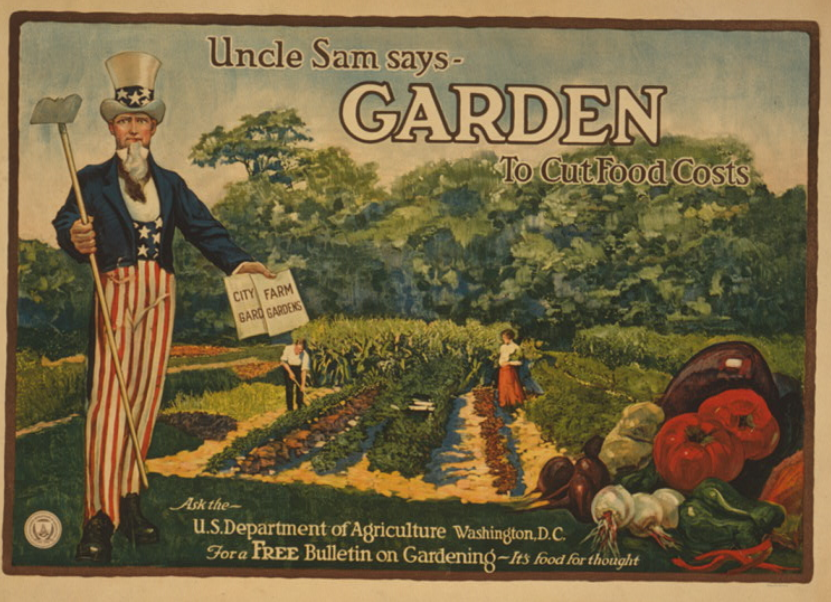 Uncle Sam says-
GARDEN
To Cut Food Costs
CITY FARM
GARD GARDENS
Ask the-
U.S. Department of Agriculture Washington, D.C.
For a FREE Bulletin on Gardening - It's food for thought